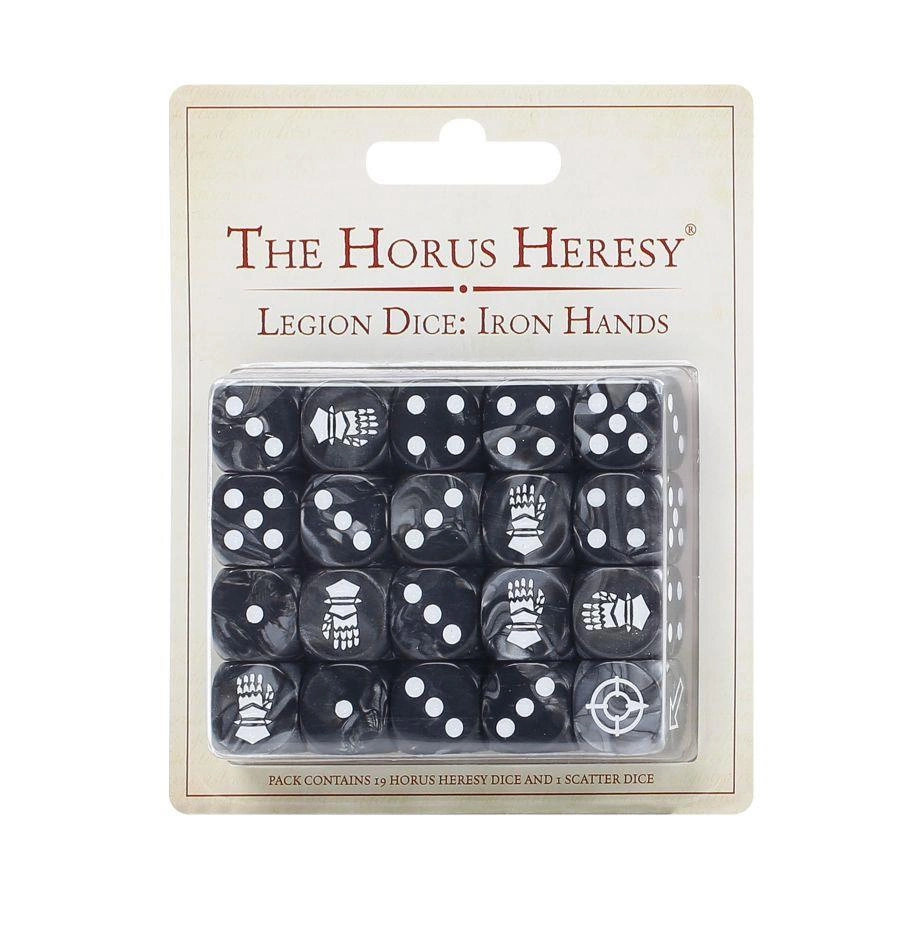 THE HORUS HERESY®
LEGION DICE: IRON HANDS
PACK CONTAINS 19 HORUS HERESY DICE AND 1 SCATTER DICE